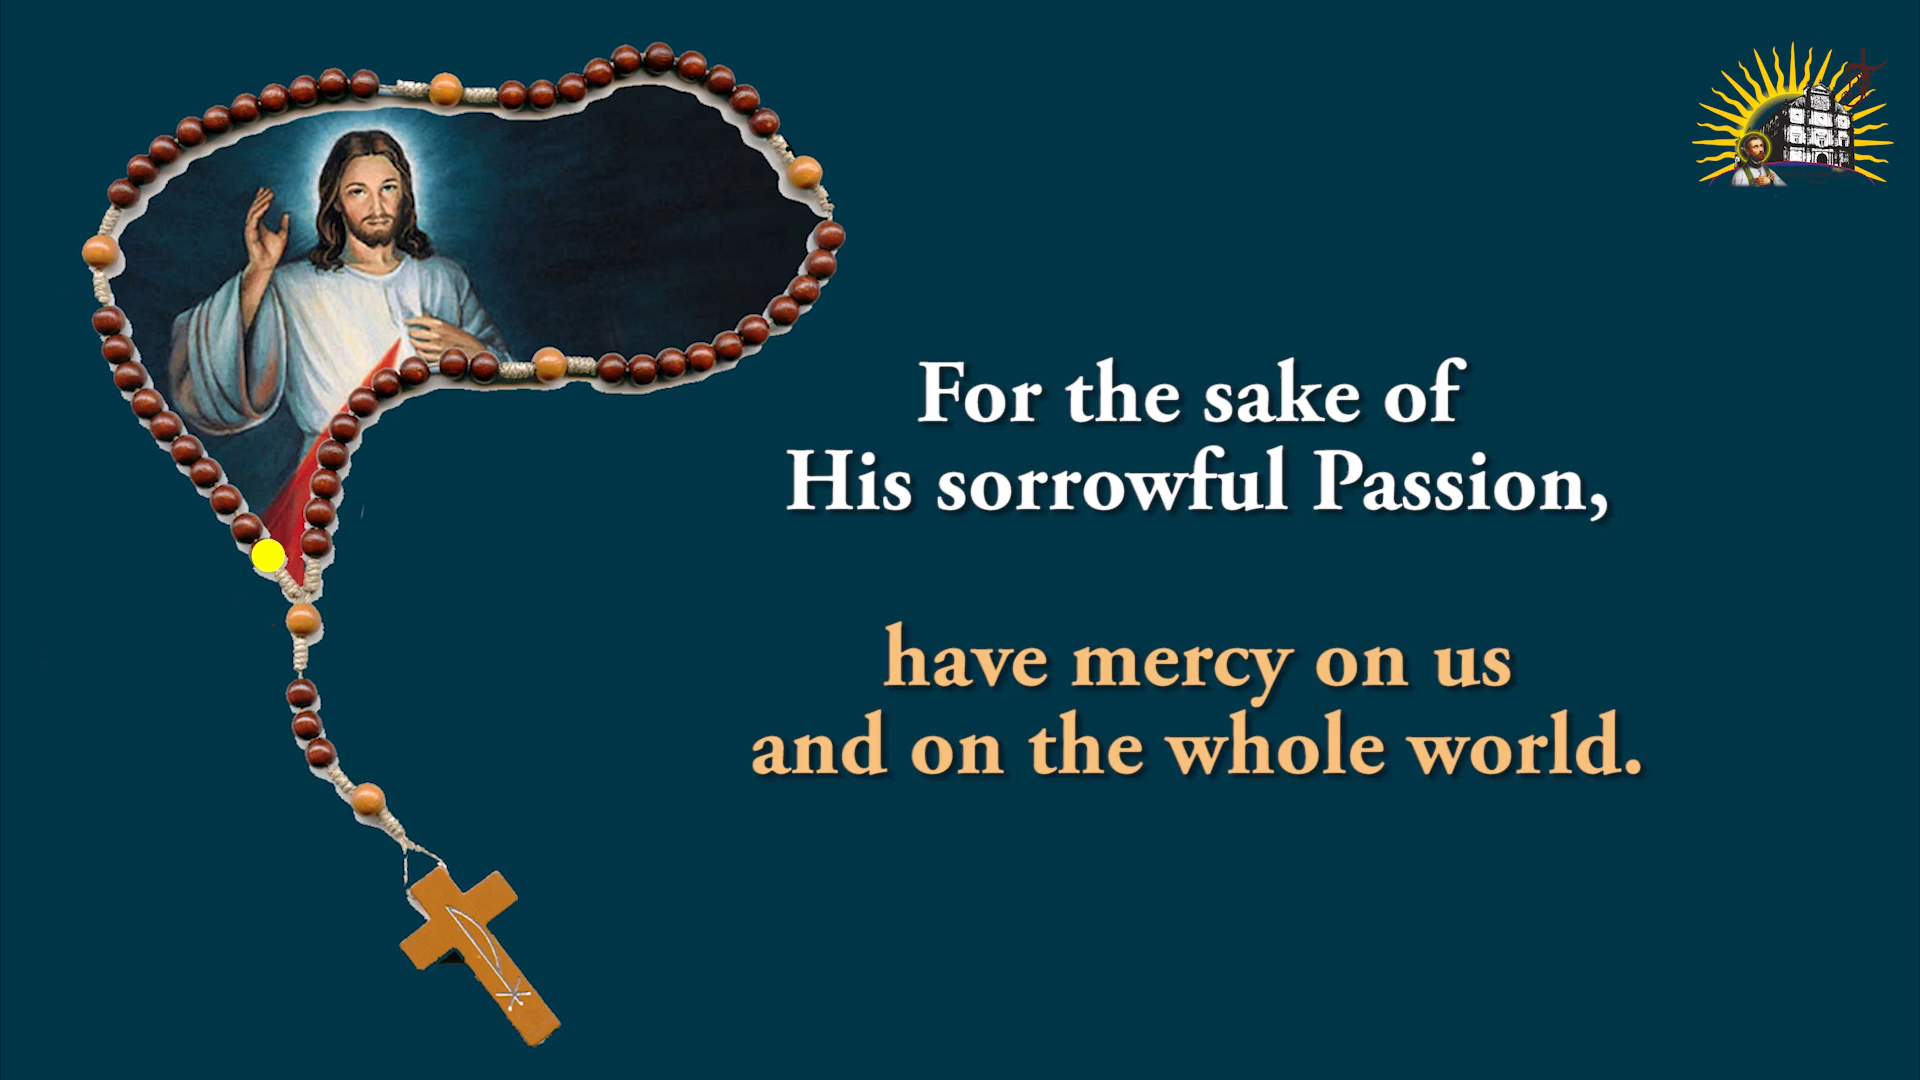 For the sake of
His sorrowful Passion,
have mercy on us
and on the whole world.